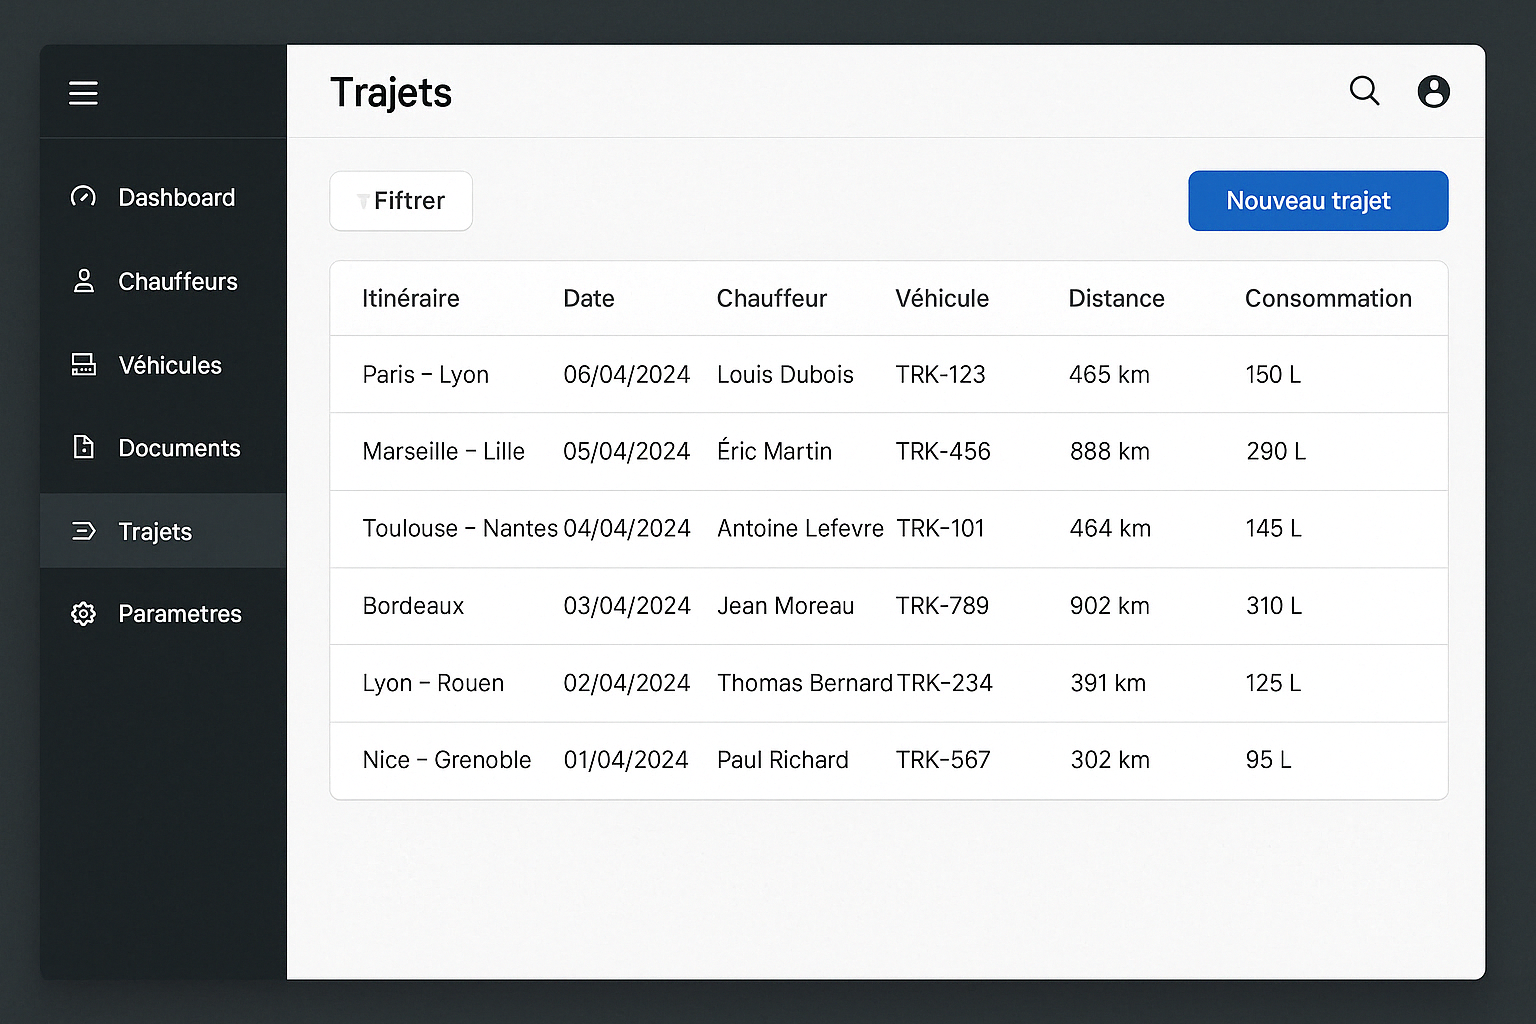 Trajets
Dashboard
Chauffeurs
Véhicules
Documents
Trajets
Parametres
Fiftrer
Nouveau trajet
Itinéraire Date Chauffeur Véhicule Distance Consommation
Paris – Lyon 06/04/2024 Louis Dubois TRK-123 465 km 150 L
Marseille – Lille 05/04/2024 Éric Martin TRK-456 888 km 290 L
Toulouse – Nantes 04/04/2024 Antoine Lefevre TRK-101 464 km 145 L
Bordeaux 03/04/2024 Jean Moreau TRK-789 902 km 310 L
Lyon – Rouen 02/04/2024 Thomas Bernard TRK-234 391 km 125 L
Nice – Grenoble 01/04/2024 Paul Richard TRK-567 302 km 95 L